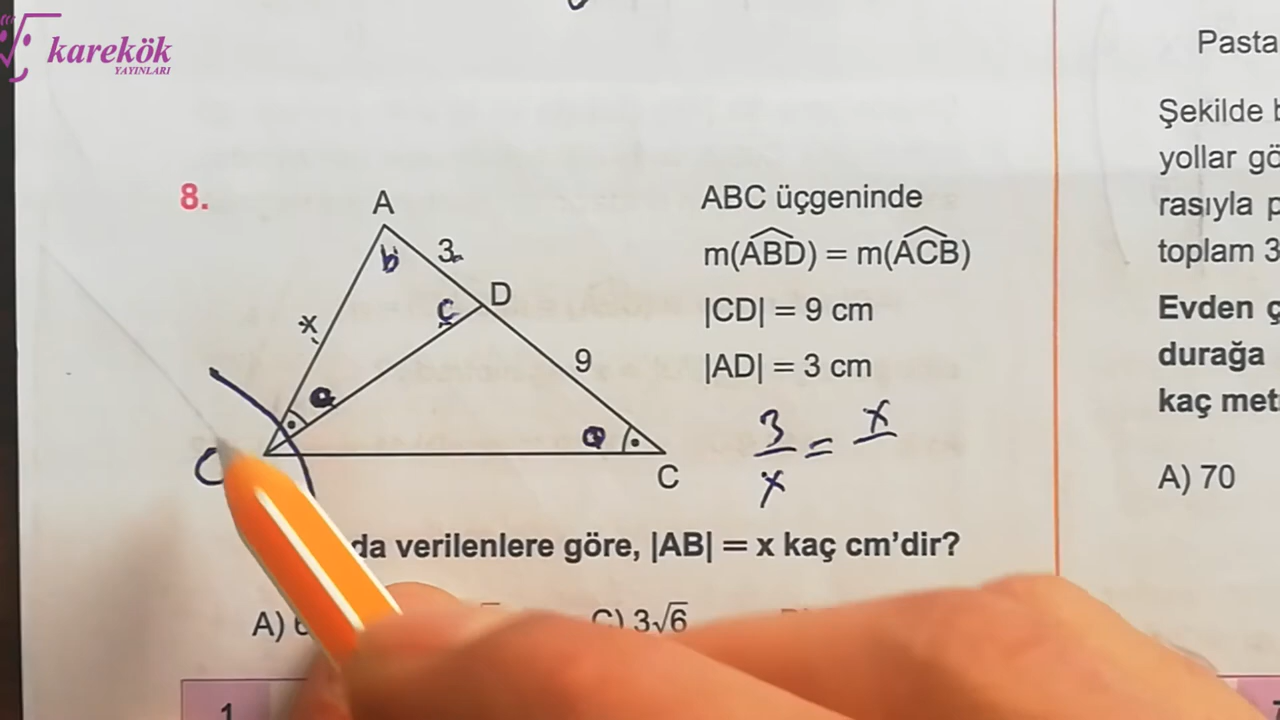 karekök
YAYINLARI
Pasta
Şekilde b
yollar gö
rasıyla p
toplam 3
Evden ç
durağa
kaç met
A) 70
8.
A
b
3
D
c
x
a
9
a
C
c
ABC üçgeninde
m(ABD) = m(ACB)
|CD| = 9 cm
|AD| = 3 cm
3/x = x
da verilenlere göre, |AB| = x kaç cm'dir?
A) 6
C) 3√6
1